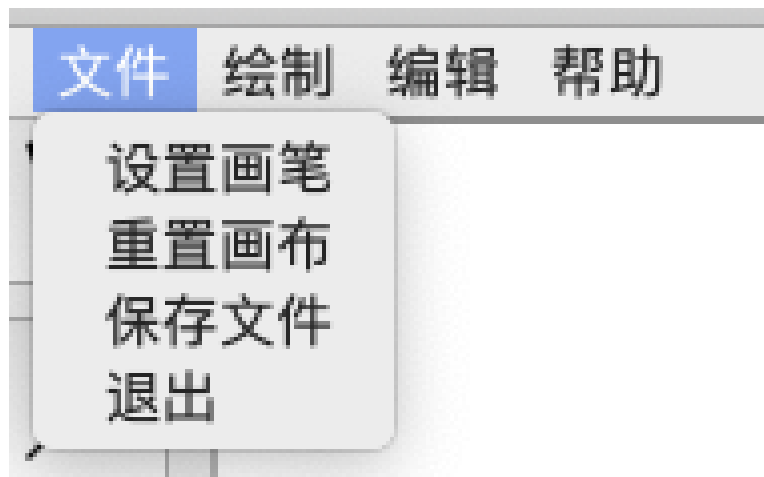 文件 绘制 编辑 帮助
设置画笔
重置画布
保存文件
退出